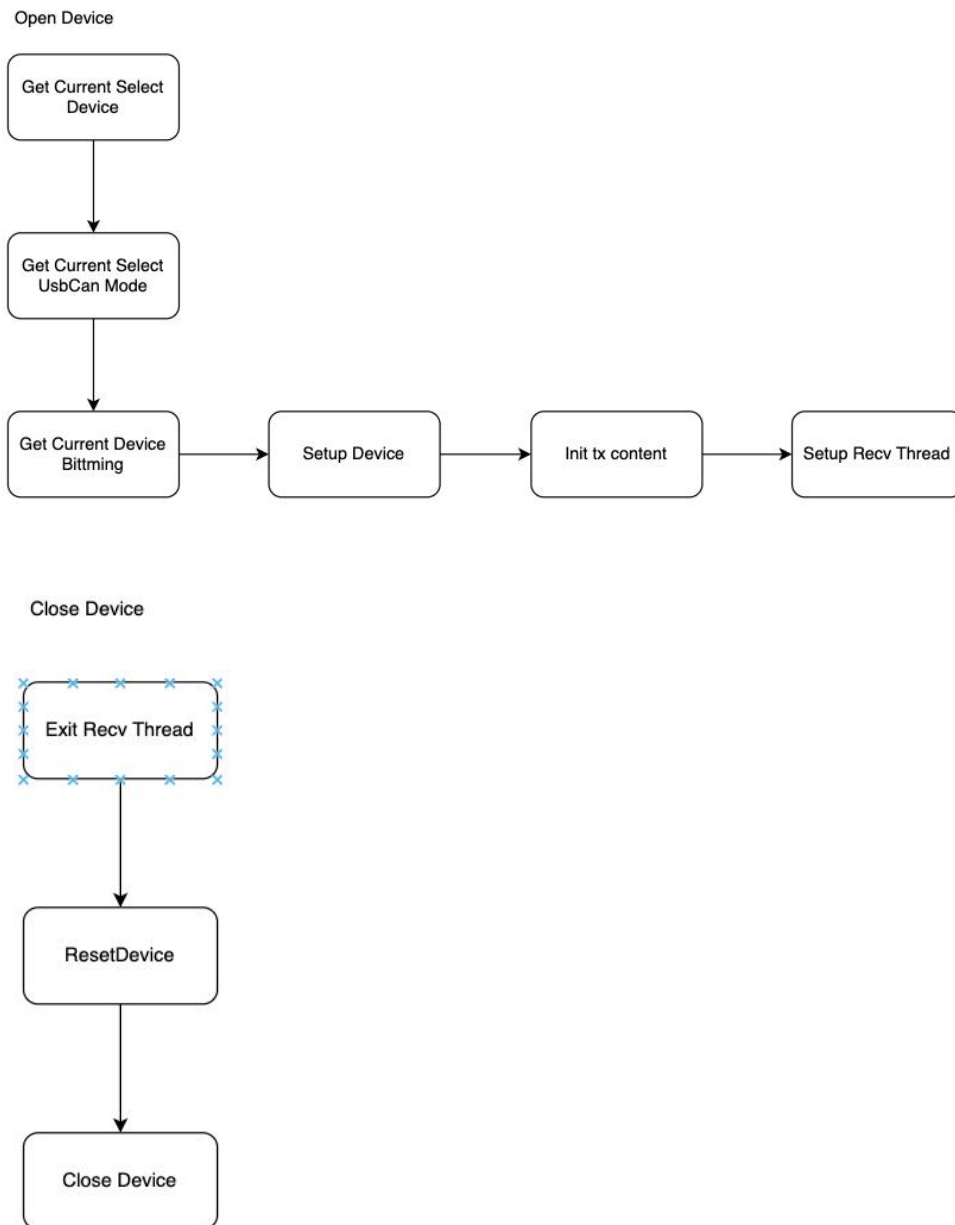 Open Device
Get Current Select
Device
Get Current Select
UsbCan Mode
Get Current Device
Bittming
Setup Device
Init tx content
Setup Recv Thread
Close Device
Exit Recv Thread
ResetDevice
Close Device